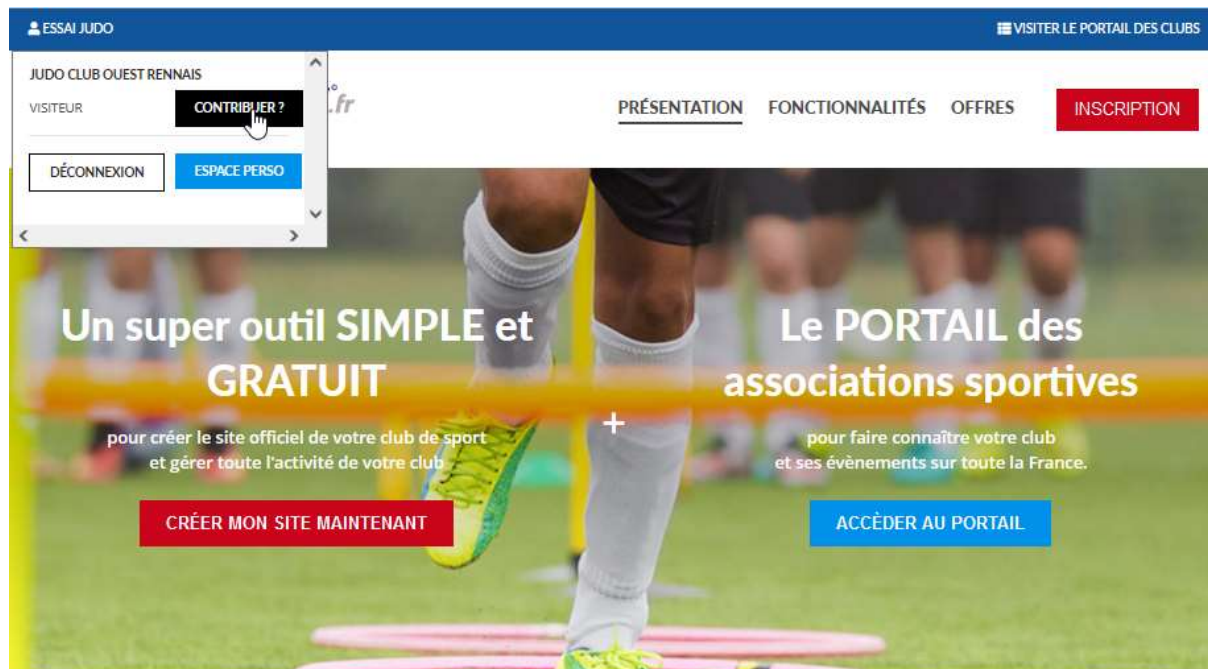 ESSAI JUDO
VISITER LE PORTAIL DES CLUBS
JUDO CLUB OUEST RENNAIS
VISITEUR
CONTRIBUER ?
DÉCONNEXION
ESPACE PERSO
.fr
PRÉSENTATION
FONCTIONNALITÉS
OFFRES
INSCRIPTION
Un super outil SIMPLE et
GRATUIT
pour créer le site officiel de votre club de sport
et gérer toute l'activité de votre club
CRÉER MON SITE MAINTENANT
+
Le PORTAIL des
associations sportives
pour faire connaître votre club
et ses évènements sur toute la France.
ACCÈDER AU PORTAIL